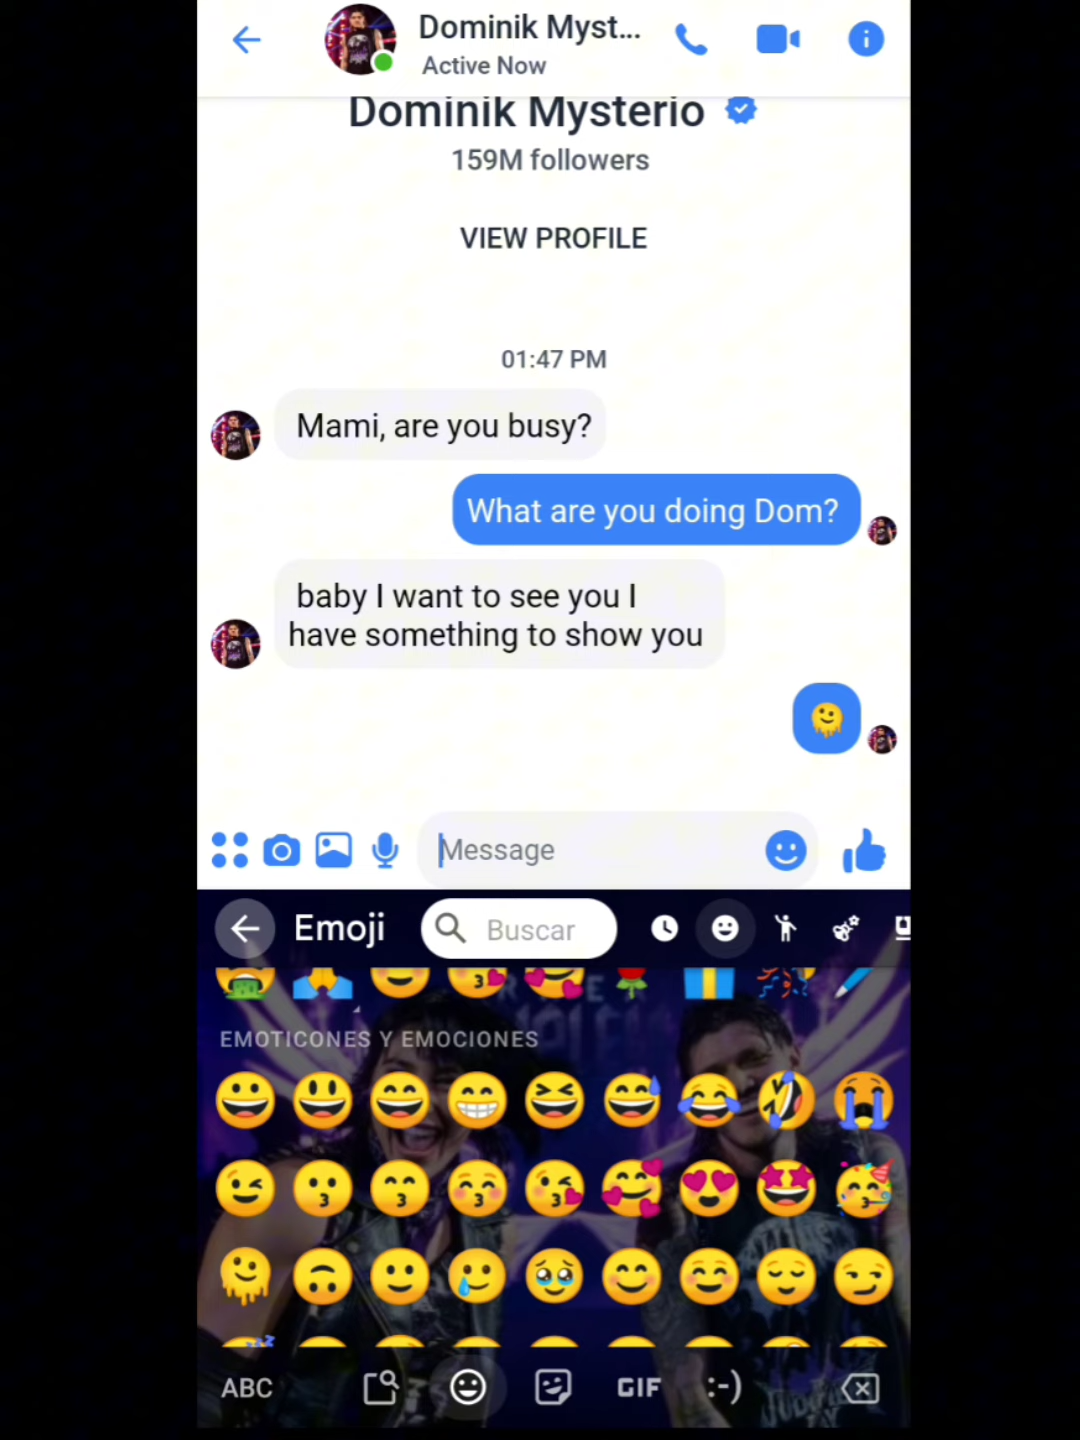 Dominik Myst...
Active Now
Dominik Mysterio
159M followers
VIEW PROFILE
01:47 PM
Mami, are you busy?
What are you doing Dom?
baby I want to see you I
have something to show you
Message
Emoji
Buscar
EMOTICONES Y EMOCIONES
ABC
GIF
:-)